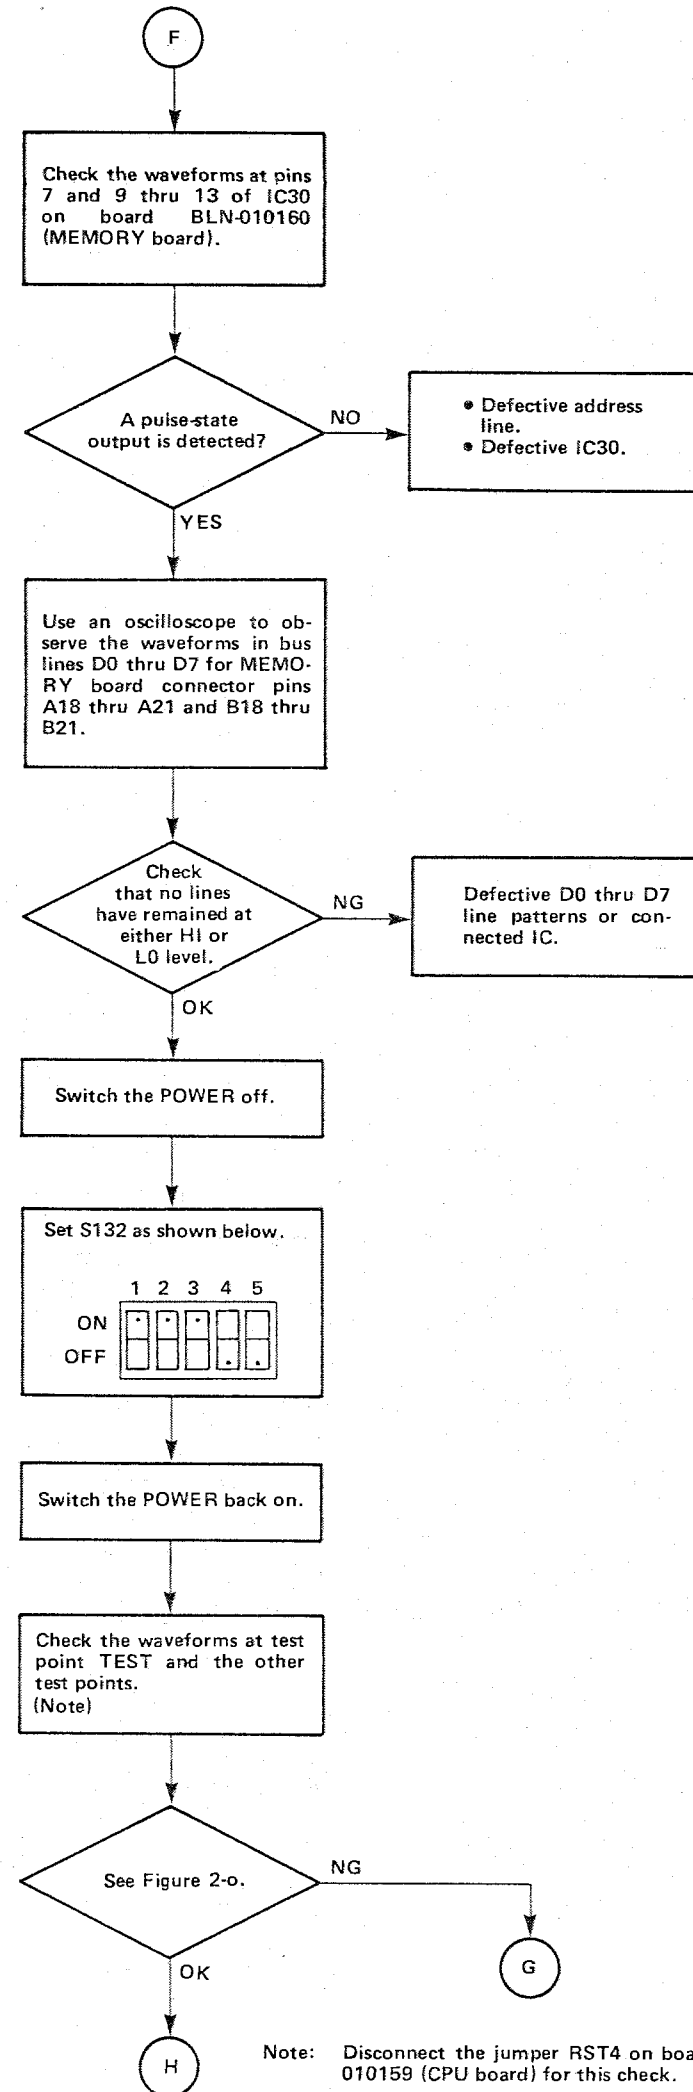 F
Check the waveforms at pins
7 and 9 thru 13 of IC30
on board BLN-010160
(MEMORY board).
A pulse-state
output is detected?
NO
• Defective address
line.
• Defective IC30.
YES
Use an oscilloscope to ob-
serve the waveforms in bus
lines D0 thru D7 for MEMO-
RY board connector pins
A18 thru A21 and B18 thru
B21.
Check
that no lines
have remained at
either HI or
L0 level.
NG
Defective D0 thru D7
line patterns or con-
nected IC.
OK
Switch the POWER off.
Set S132 as shown below.
1 2 3 4 5
ON
OFF
Switch the POWER back on.
Check the waveforms at test
point TEST and the other
test points.
(Note)
See Figure 2-o.
NG
G
OK
H
Note: Disconnect the jumper RST4 on boa
010159 (CPU board) for this check.